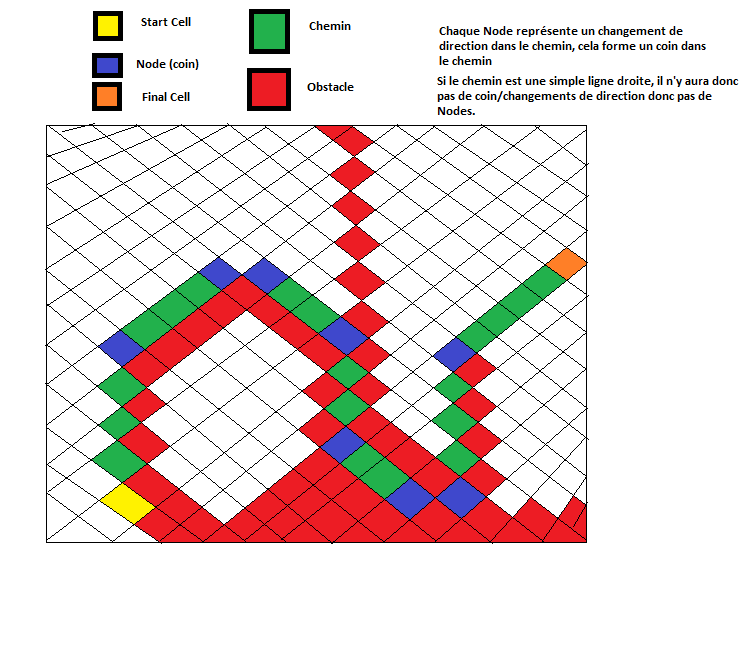 Start Cell
Node (coin)
Final Cell
Chemin
Obstacle
Chaque Node représente un changement de
direction dans le chemin, cela forme un coin dans
le chemin
Si le chemin est une simple ligne droite, il n'y aura donc
pas de coin/changements de direction donc pas de
Nodes.